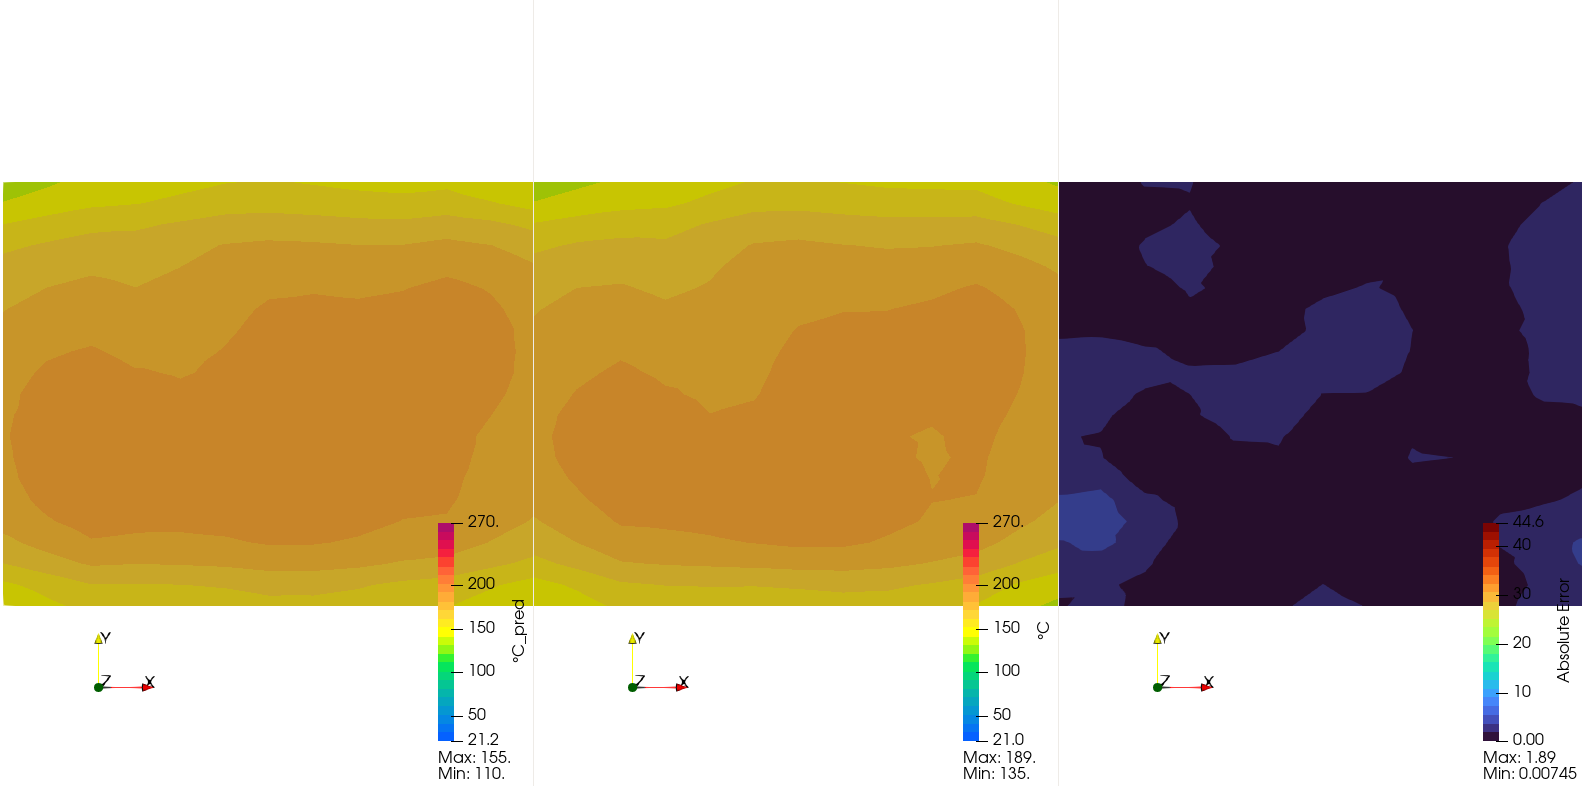 270.
200
150
100
50
21.2
°C_pred
Max: 155.
Min: 110.
Y
Z
X
270.
200
150
100
50
21.0
°C
Max: 189.
Min: 135.
Y
Z
X
44.6
40
30
20
10
0.00
Absolute Error
Max: 1.89
Min: 0.00745
Y
Z
X